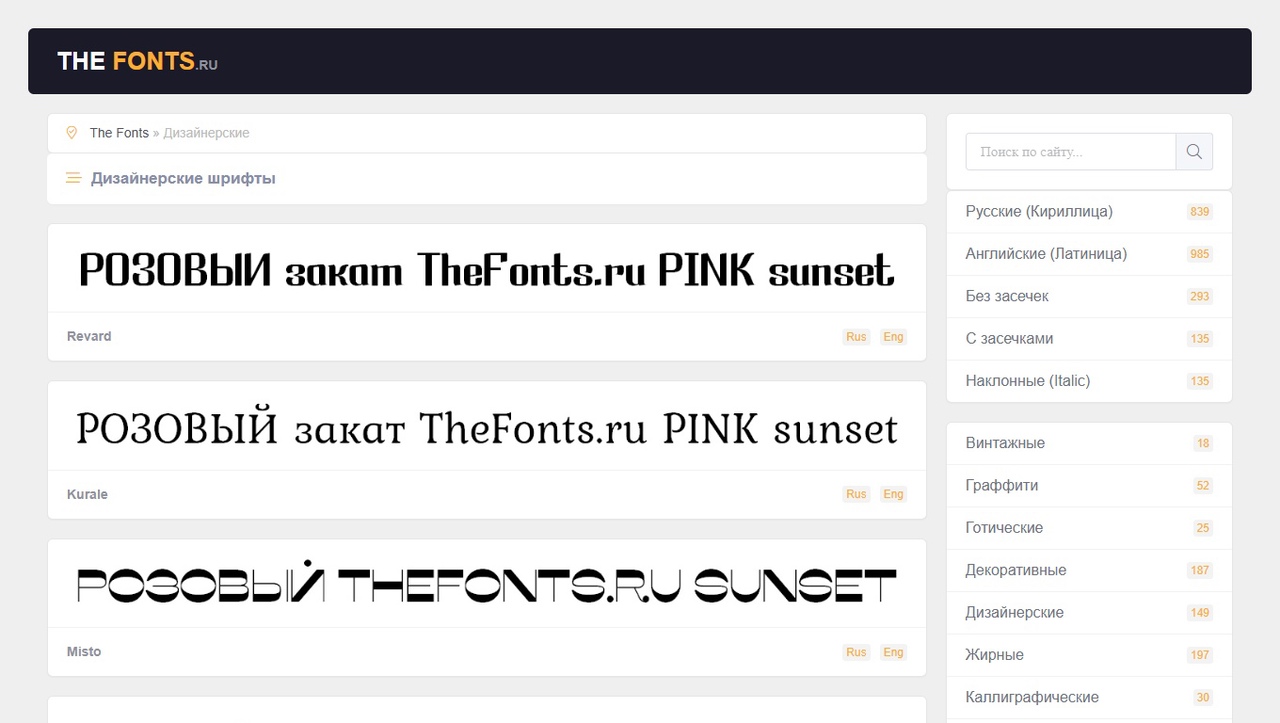 THE FONTS.RU
The Fonts » Дизайнерские
Дизайнерские шрифты
РОЗОВЫЙ закат TheFonts.ru PINK sunset
Revard
Rus Eng
РОЗОВЫЙ закат TheFonts.ru PINK sunset
Kurale
Rus Eng
РОЗОВЫЙ THEFONTS.RU SUNSET
Misto
Rus Eng
Поиск по сайту...
Русские (Кириллица) 839
Английские (Латиница) 985
Без засечек 293
С засечками 135
Наклонные (Italic) 135
Винтажные 18
Граффити 52
Готические 25
Декоративные 187
Дизайнерские 149
Жирные 197
Каллиграфические 30